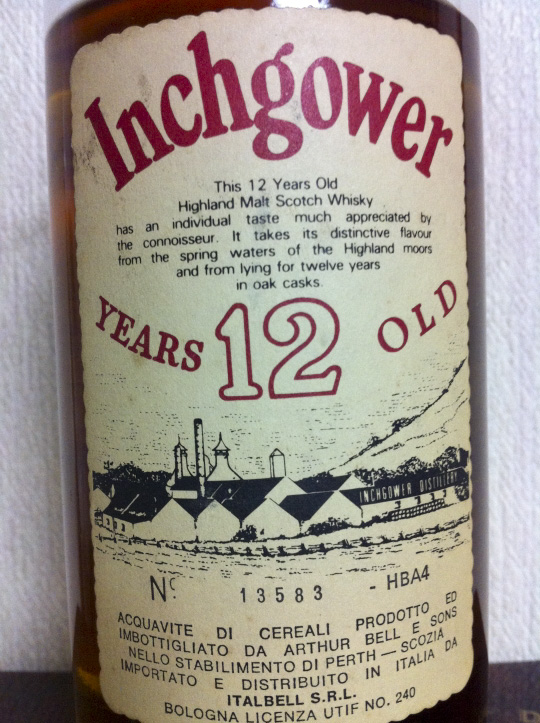 Inchgower
This 12 Years Old
Highland Malt Scotch Whisky
has an individual taste much appreciated by
the connoisseur. It takes its distinctive flavour
from the spring waters of the Highland moors
and from lying for twelve years
in oak casks.
YEARS 12 OLD
INCHGOWER DISTILLERY
Nº 13583 - HBA4
ACQUAVITE DI CEREALI PRODOTTO ED
IMBOTTIGLIATO DA ARTHUR BELL E SONS
NELLO STABILIMENTO DI PERTH — SCOZIA
IMPORTATO E DISTRIBUITO IN ITALIA DA
ITALBELL S.R.L.
BOLOGNA LICENZA UTIF NO. 240